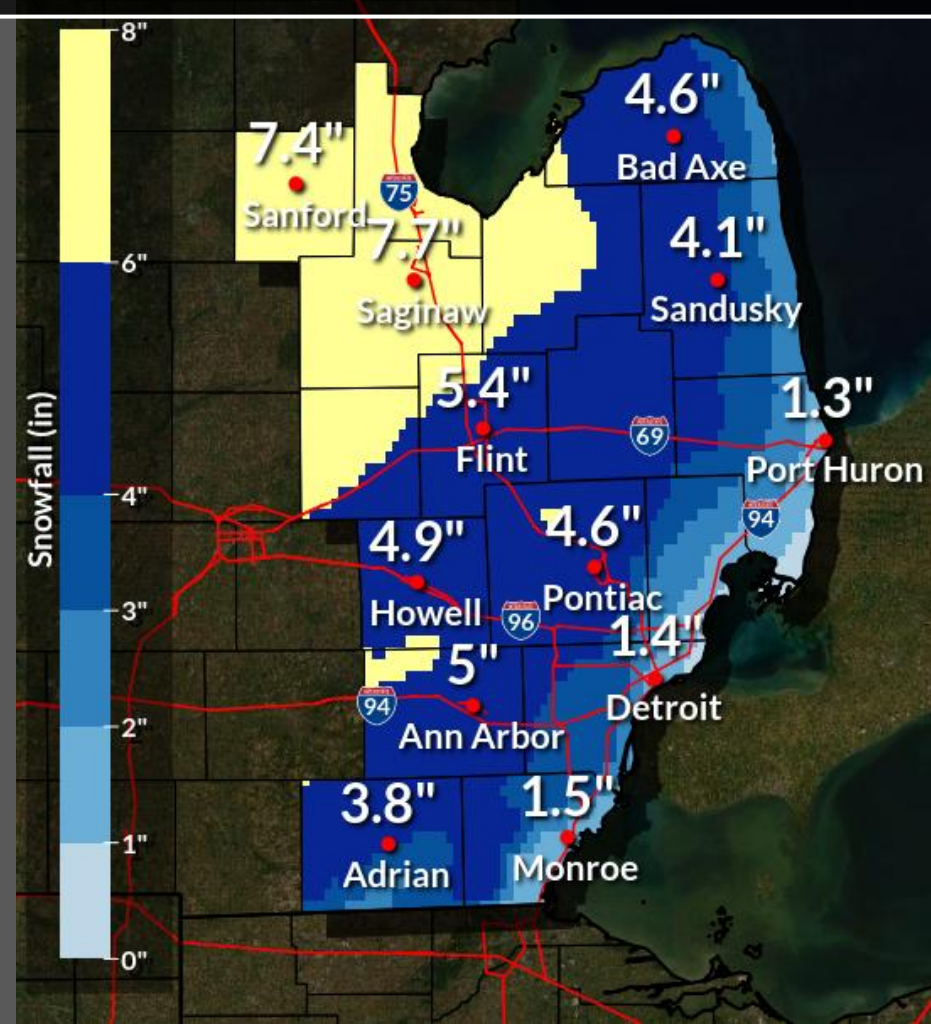 8"
6"
4"
3"
2"
1"
0"
Snowfall (in)
4.6"
Bad Axe
7.4"
Sanford
75
7.7"
Saginaw
4.1"
Sandusky
1.3"
Port Huron
5.4"
Flint
69
94
4.9"
Howell
4.6"
Pontiac
96
1.4"
Detroit
5"
94
Ann Arbor
3.8"
Adrian
1.5"
Monroe